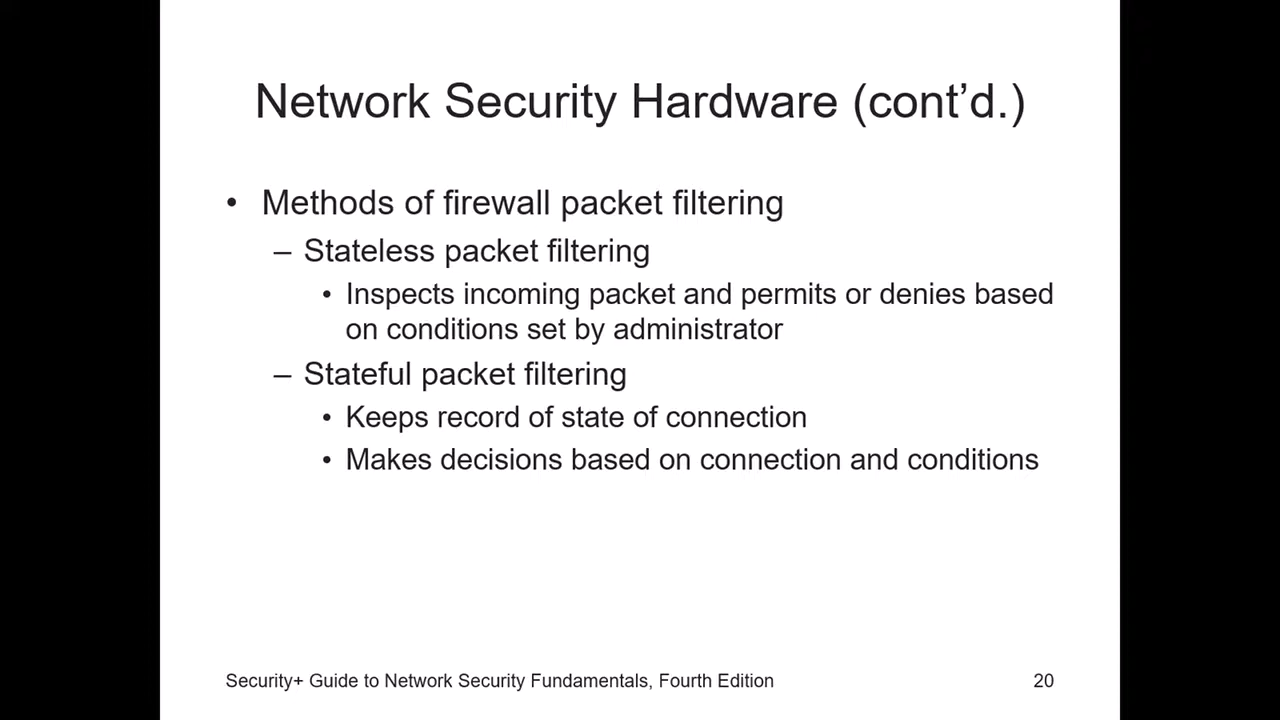 Network Security Hardware (cont’d.)
• Methods of firewall packet filtering
– Stateless packet filtering
• Inspects incoming packet and permits or denies based
on conditions set by administrator
– Stateful packet filtering
• Keeps record of state of connection
• Makes decisions based on connection and conditions
Security+ Guide to Network Security Fundamentals, Fourth Edition
20